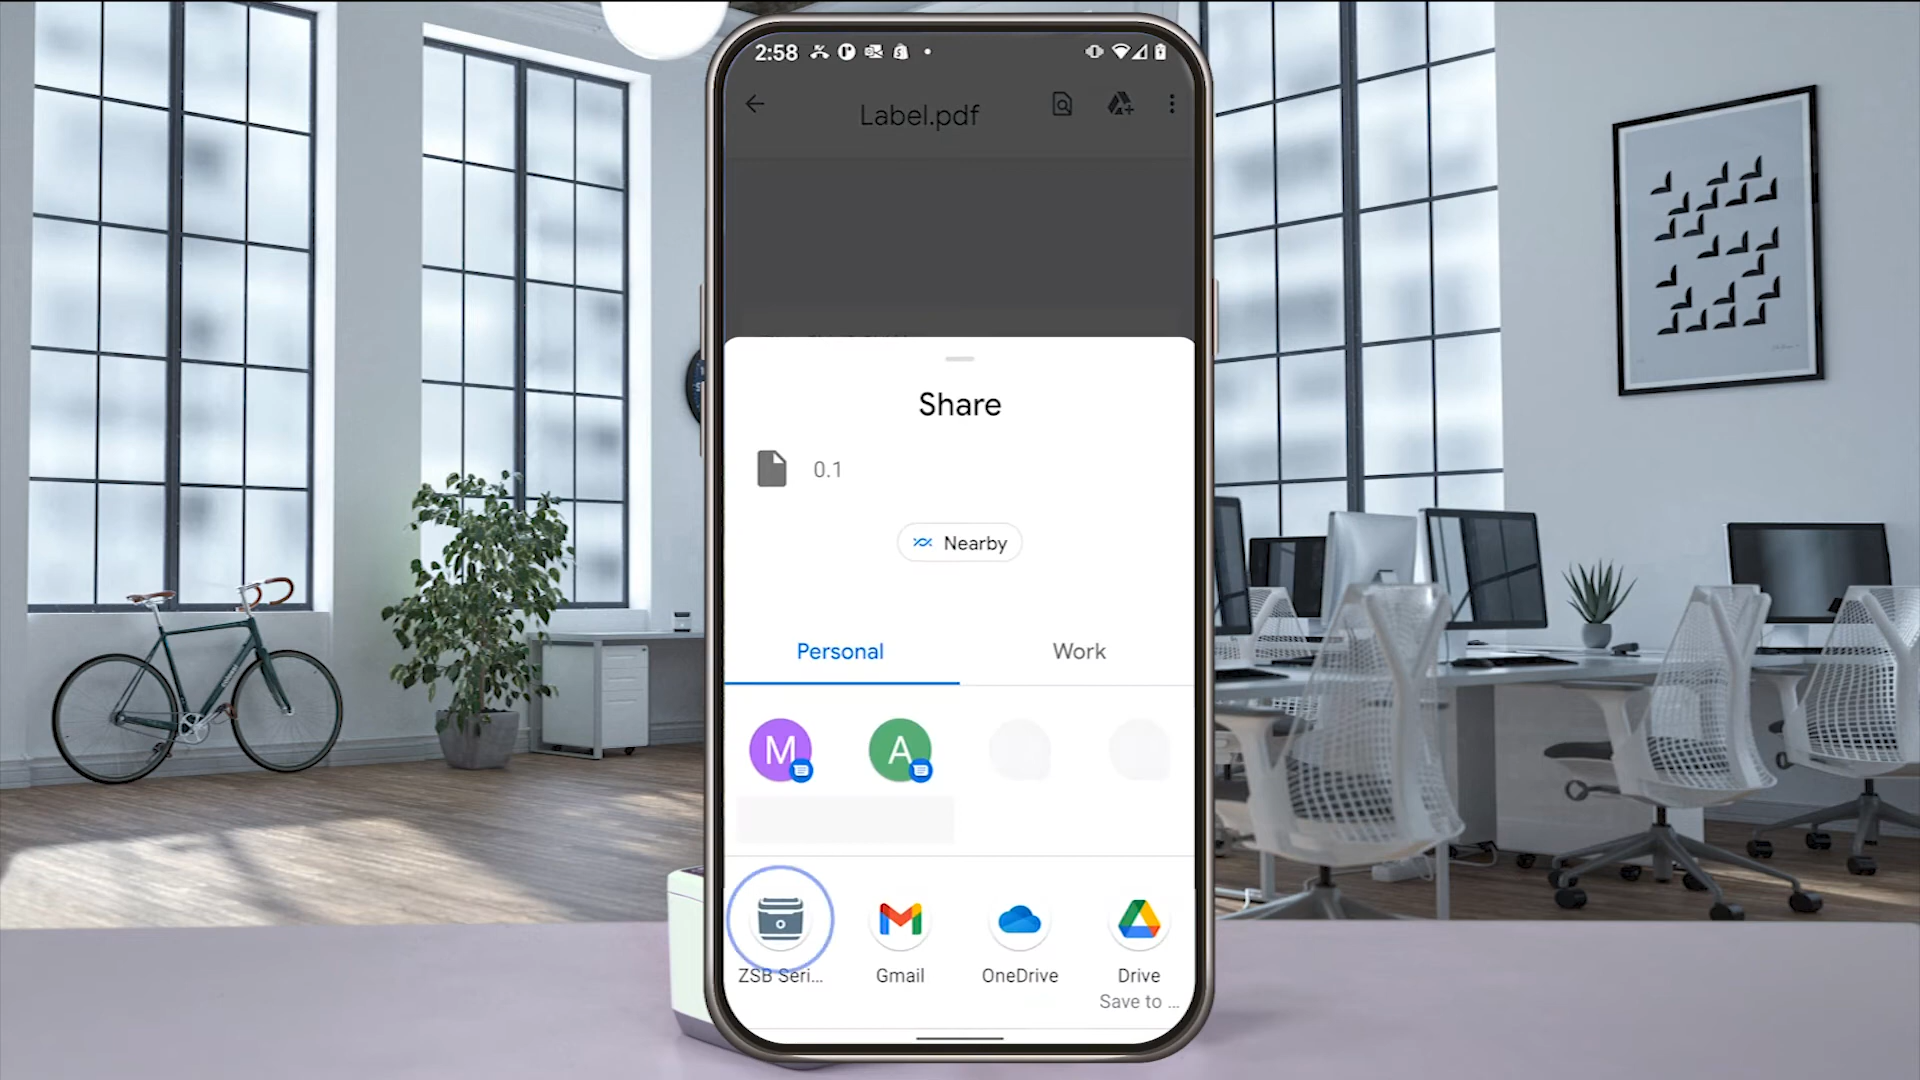 2:58
Label.pdf
Share
0.1
Nearby
Personal
Work
M
A
ZSB Seri...
Gmail
OneDrive
Drive
Save to ...